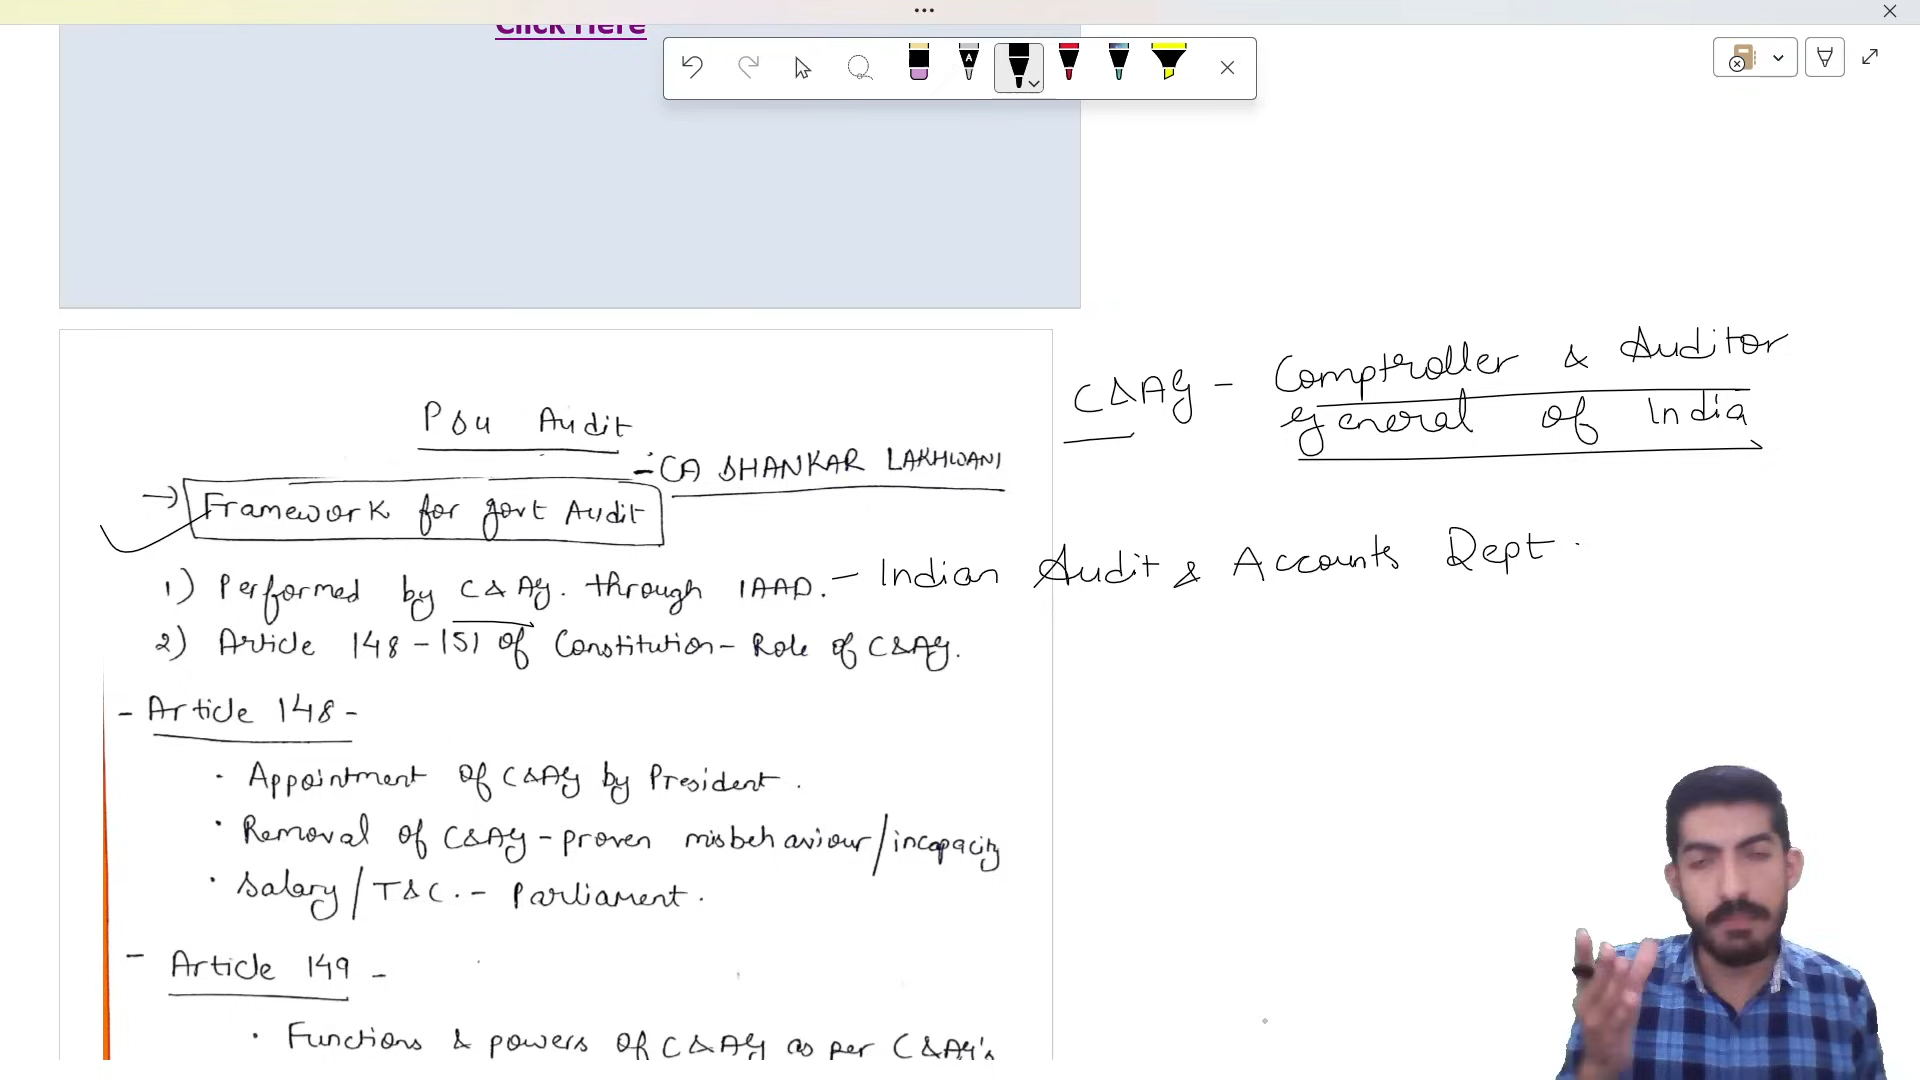 Click Here
C&AG - Comptroller & Auditor
general of India
PSU Audit
- CA SHANKAR LAKHWANI
→ Framework for govt Audit
1) Performed by C&AG. through IAAD. - Indian Audit & Accounts Dept.
2) Article 148-151 of Constitution - Role of C&AG.
- Article 148 -
· Appointment of C&AG by President.
· Removal of C&AG - proven misbehaviour/incapacity
· Salary/T&C. - Parliament.
- Article 149 -
· Functions & powers of C&AG as per C&AG's